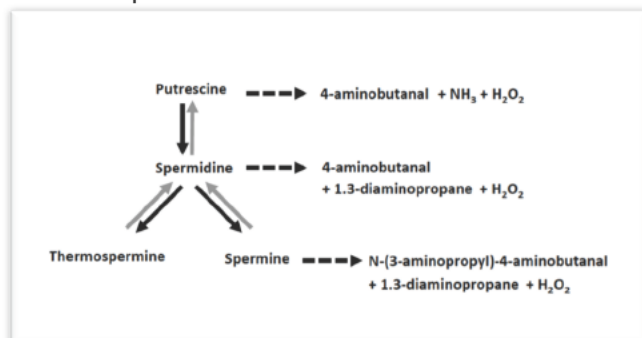 Putrescine
4-aminobutanal + NH₃ + H₂O₂
Spermidine
4-aminobutanal
+ 1.3-diaminopropane + H₂O₂
Thermospermine
Spermine
N-(3-aminopropyl)-4-aminobutanal
+ 1.3-diaminopropane + H₂O₂